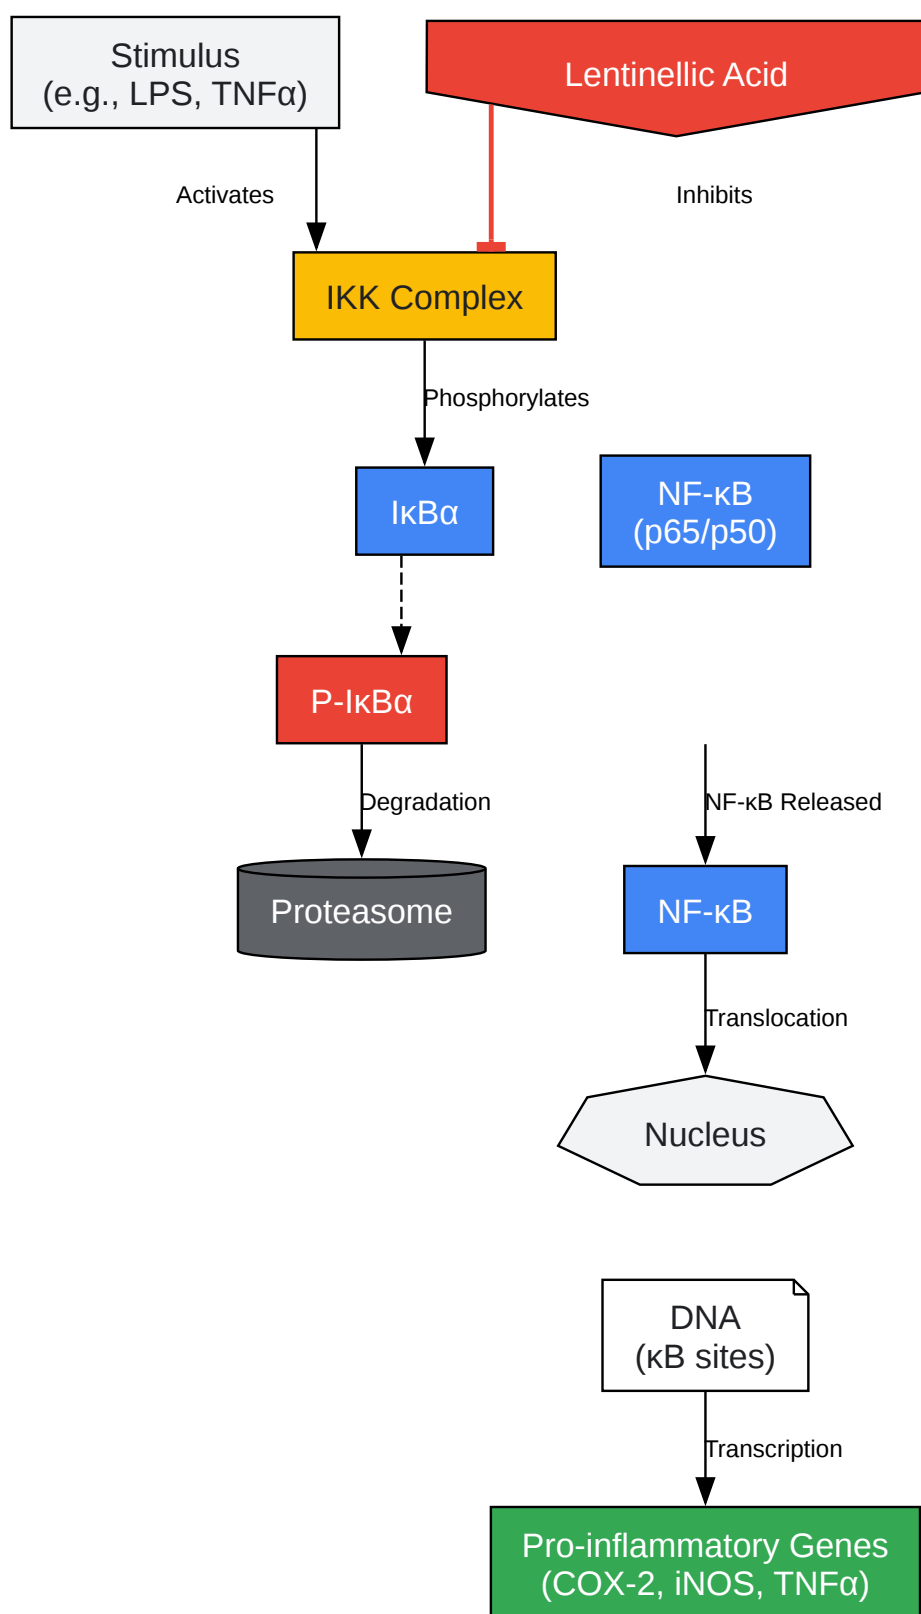 Stimulus
(e.g., LPS, TNFα)
Lentinellic Acid
Activates
Inhibits
IKK Complex
Phosphorylates
IκBα
NF-κB
(p65/p50)
P-IκBα
Degradation
NF-κB Released
Proteasome
NF-κB
Translocation
Nucleus
DNA
(κB sites)
Transcription
Pro-inflammatory Genes
(COX-2, iNOS, TNFα)